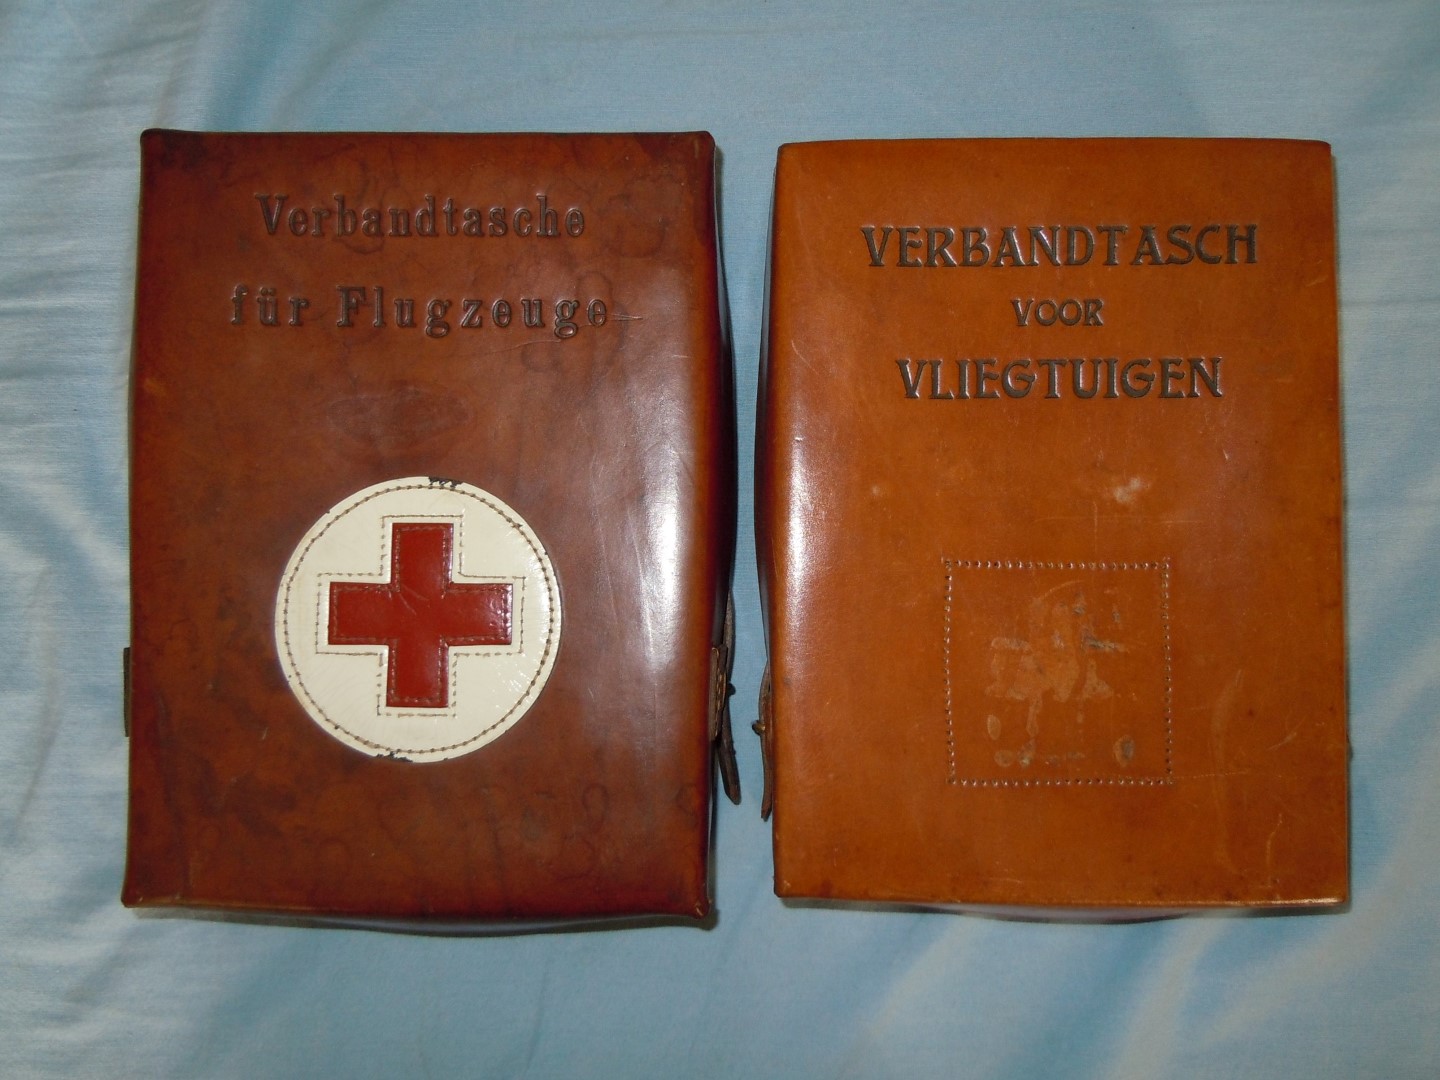 Verbandtasche
für Flugzeuge
VERBANDTASCH
VOOR
VLIEGTUIGEN